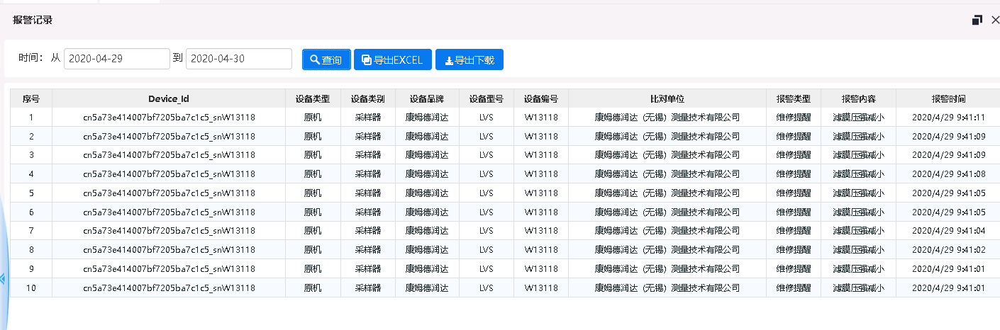 报警记录
时间： 从 2020-04-29 到 2020-04-30 查询 导出EXCEL 导出下载
序号 Device_Id 设备类型 设备类别 设备品牌 设备型号 设备编号 比对单位 报警类型 报警内容 报警时间
1 cn5a73e414007bf7205ba7c1c5_snW13118 原机 采样器 康姆德润达 LVS W13118 康姆德润达（无锡）测量技术有限公司 维修提醒 滤膜压强减小 2020/4/29 9:41:11
2 cn5a73e414007bf7205ba7c1c5_snW13118 原机 采样器 康姆德润达 LVS W13118 康姆德润达（无锡）测量技术有限公司 维修提醒 滤膜压强减小 2020/4/29 9:41:09
3 cn5a73e414007bf7205ba7c1c5_snW13118 原机 采样器 康姆德润达 LVS W13118 康姆德润达（无锡）测量技术有限公司 维修提醒 滤膜压强减小 2020/4/29 9:41:09
4 cn5a73e414007bf7205ba7c1c5_snW13118 原机 采样器 康姆德润达 LVS W13118 康姆德润达（无锡）测量技术有限公司 维修提醒 滤膜压强减小 2020/4/29 9:41:08
5 cn5a73e414007bf7205ba7c1c5_snW13118 原机 采样器 康姆德润达 LVS W13118 康姆德润达（无锡）测量技术有限公司 维修提醒 滤膜压强减小 2020/4/29 9:41:05
6 cn5a73e414007bf7205ba7c1c5_snW13118 原机 采样器 康姆德润达 LVS W13118 康姆德润达（无锡）测量技术有限公司 维修提醒 滤膜压强减小 2020/4/29 9:41:05
7 cn5a73e414007bf7205ba7c1c5_snW13118 原机 采样器 康姆德润达 LVS W13118 康姆德润达（无锡）测量技术有限公司 维修提醒 滤膜压强减小 2020/4/29 9:41:04
8 cn5a73e414007bf7205ba7c1c5_snW13118 原机 采样器 康姆德润达 LVS W13118 康姆德润达（无锡）测量技术有限公司 维修提醒 滤膜压强减小 2020/4/29 9:41:02
9 cn5a73e414007bf7205ba7c1c5_snW13118 原机 采样器 康姆德润达 LVS W13118 康姆德润达（无锡）测量技术有限公司 维修提醒 滤膜压强减小 2020/4/29 9:41:01
10 cn5a73e414007bf7205ba7c1c5_snW13118 原机 采样器 康姆德润达 LVS W13118 康姆德润达（无锡）测量技术有限公司 维修提醒 滤膜压强减小 2020/4/29 9:41:01